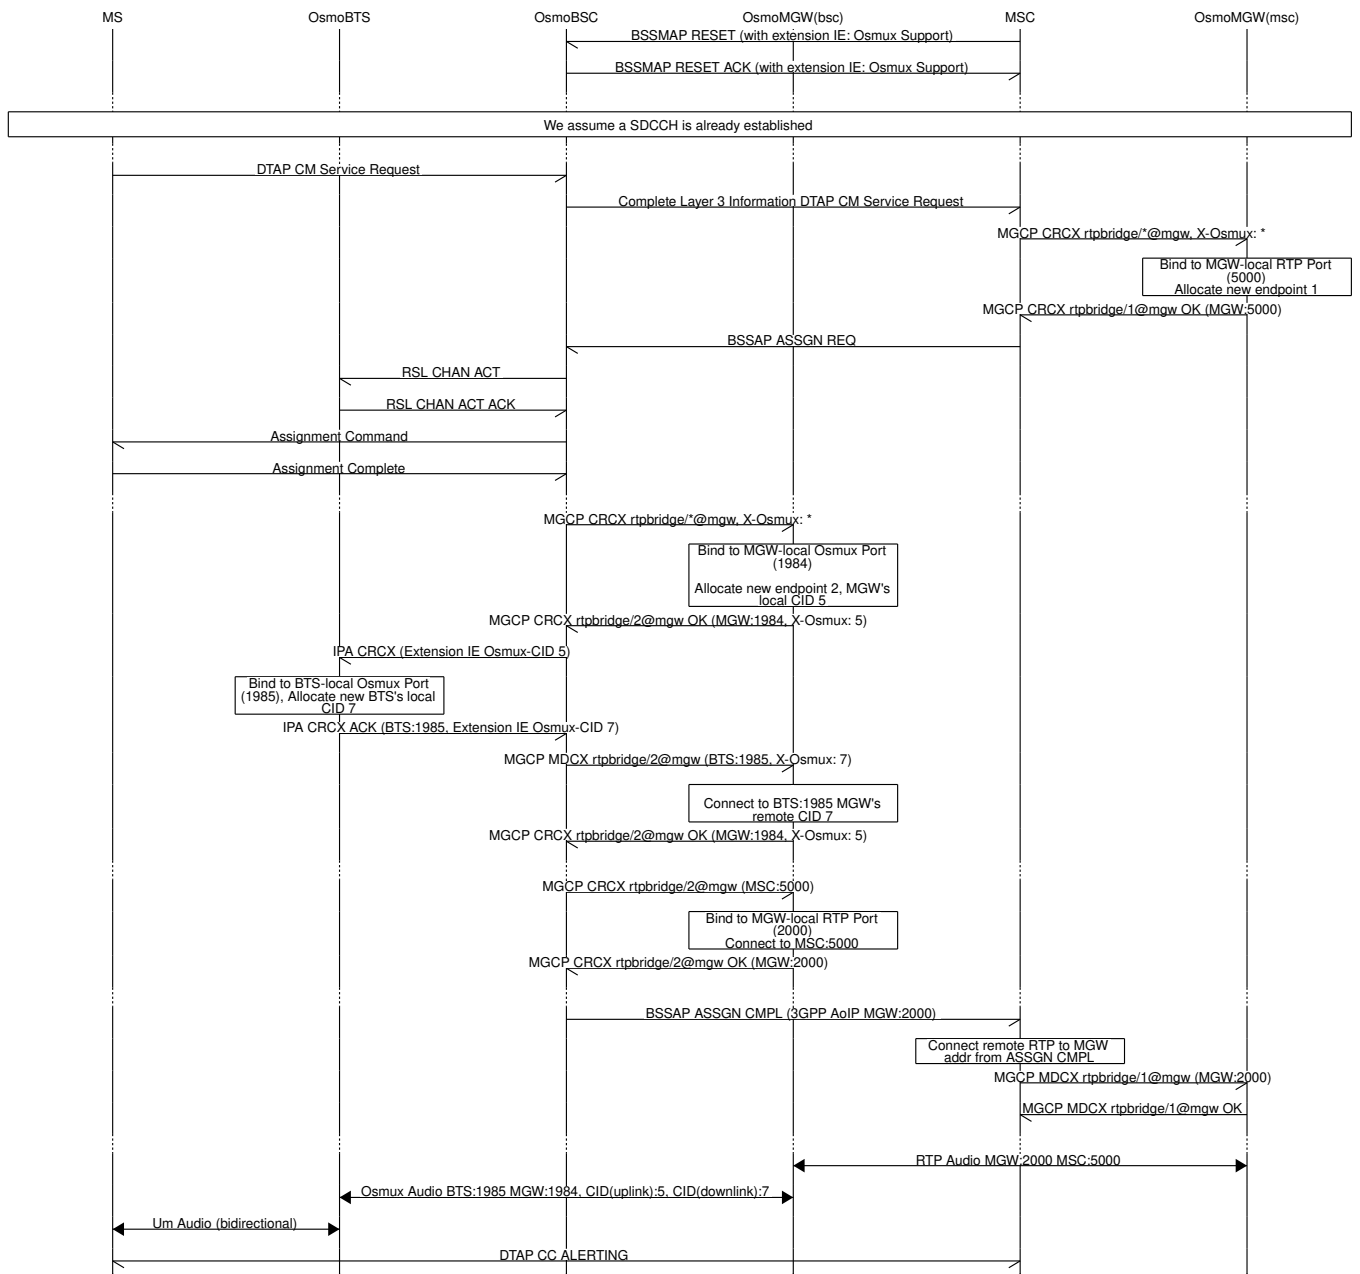 MS OsmoBTS OsmoBSC OsmoMGW(bsc) MSC OsmoMGW(msc)
BSSMAP RESET (with extension IE: Osmux Support)
BSSMAP RESET ACK (with extension IE: Osmux Support)
We assume a SDCCH is already established
DTAP CM Service Request
Complete Layer 3 Information DTAP CM Service Request
MGCP CRCX rtpbridge/*@mgw, X-Osmux: *
Bind to MGW-local RTP Port
(5000)
Allocate new endpoint 1
MGCP CRCX rtpbridge/1@mgw OK (MGW:5000)
BSSAP ASSGN REQ
RSL CHAN ACT
RSL CHAN ACT ACK
Assignment Command
Assignment Complete
MGCP CRCX rtpbridge/*@mgw, X-Osmux: *
Bind to MGW-local Osmux Port
(1984)
Allocate new endpoint 2, MGW's
local CID 5
MGCP CRCX rtpbridge/2@mgw OK (MGW:1984, X-Osmux: 5)
IPA CRCX (Extension IE Osmux-CID 5)
Bind to BTS-local Osmux Port
(1985), Allocate new BTS's local
CID 7
IPA CRCX ACK (BTS:1985, Extension IE Osmux-CID 7)
MGCP MDCX rtpbridge/2@mgw (BTS:1985, X-Osmux: 7)
Connect to BTS:1985 MGW's
remote CID 7
MGCP CRCX rtpbridge/2@mgw OK (MGW:1984, X-Osmux: 5)
MGCP CRCX rtpbridge/2@mgw (MSC:5000)
Bind to MGW-local RTP Port
(2000)
Connect to MSC:5000
MGCP CRCX rtpbridge/2@mgw OK (MGW:2000)
BSSAP ASSGN CMPL (3GPP AoIP MGW:2000)
Connect remote RTP to MGW
addr from ASSGN CMPL
MGCP MDCX rtpbridge/1@mgw (MGW:2000)
MGCP MDCX rtpbridge/1@mgw OK
RTP Audio MGW:2000 MSC:5000
Osmux Audio BTS:1985 MGW:1984, CID(uplink):5, CID(downlink):7
Um Audio (bidirectional)
DTAP CC ALERTING